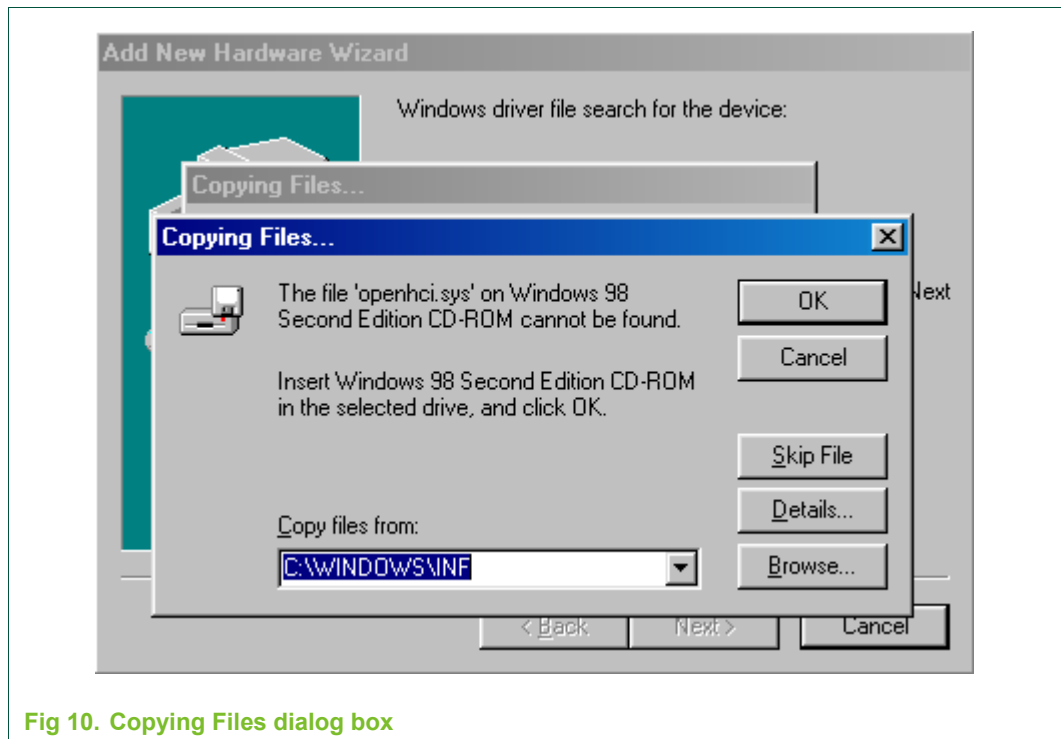 Add New Hardware Wizard
Windows driver file search for the device:
Copying Files...
Copying Files...
The file 'openhci.sys' on Windows 98
Second Edition CD-ROM cannot be found.
Insert Windows 98 Second Edition CD-ROM
in the selected drive, and click OK.
Copy files from:
C:\WINDOWS\INF
OK
Cancel
Skip File
Details...
Browse...
Next
< Back
Next >
Cancel
Fig 10. Copying Files dialog box